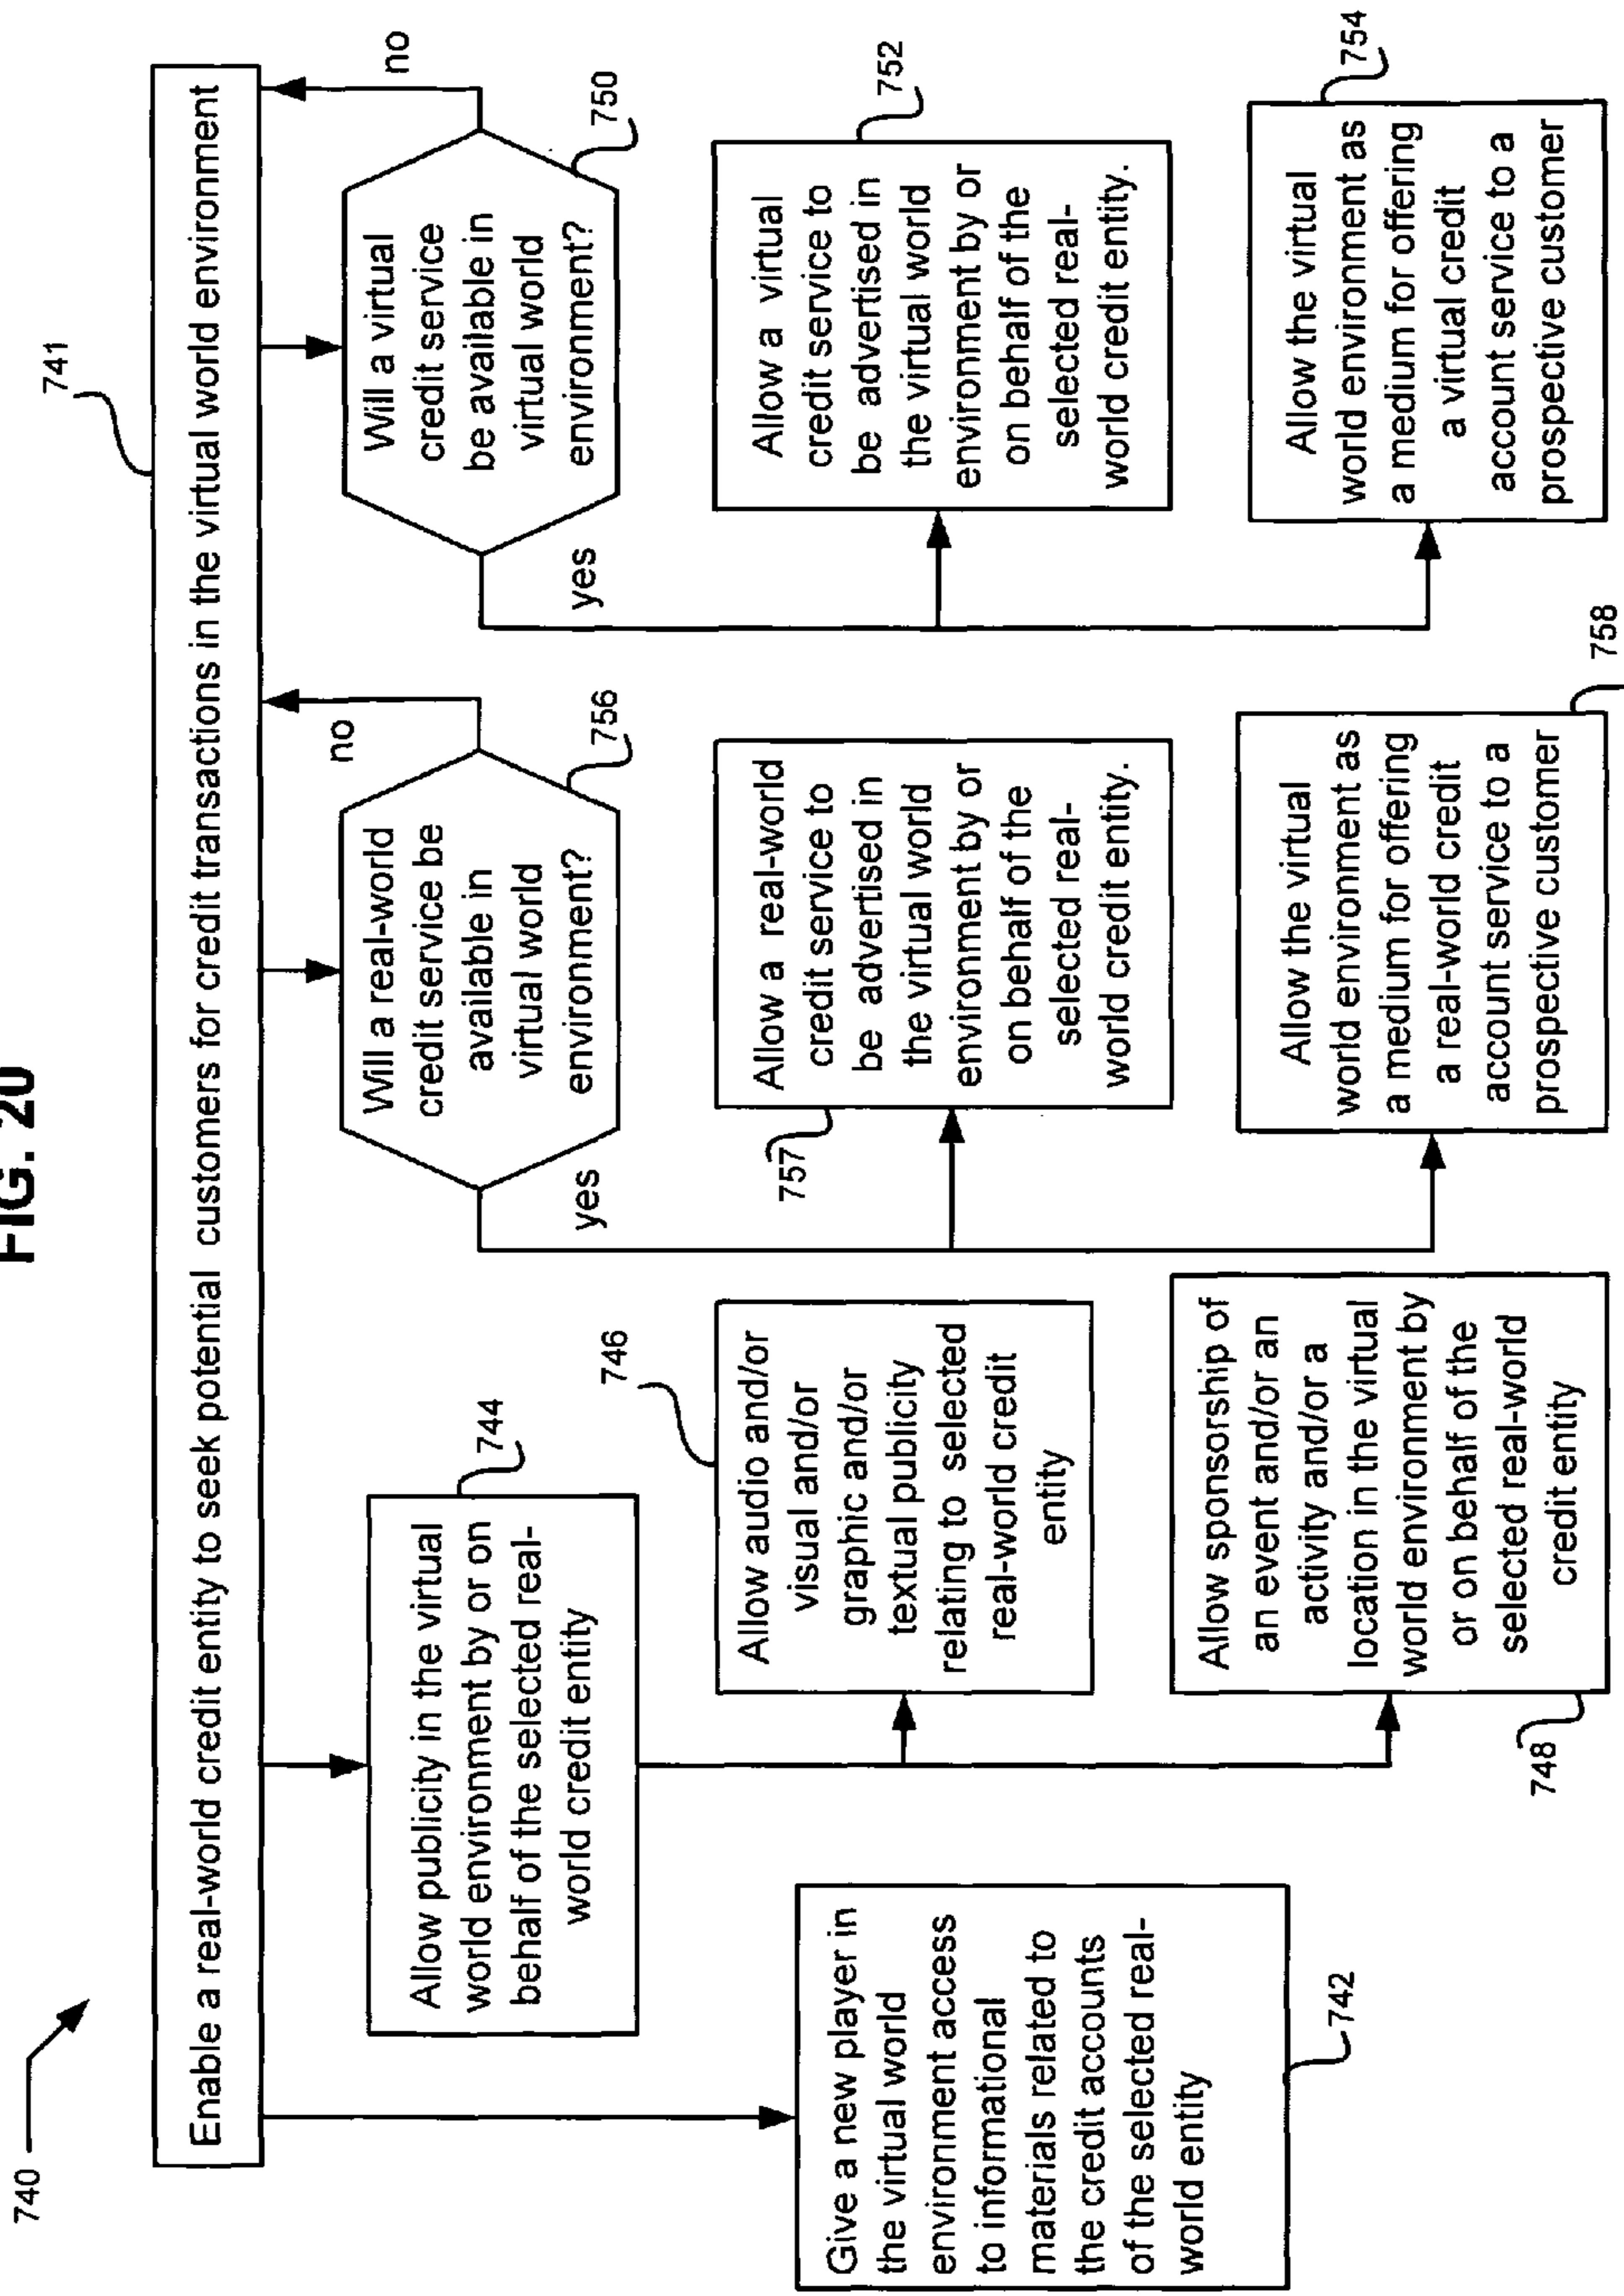 FIG. 20
740
741
Enable a real-world credit entity to seek potential customers for credit transactions in the virtual world environment
Give a new player in
the virtual world
environment access
to informational
materials related to
the credit accounts
of the selected real-
world entity
742
Allow publicity in the virtual
world environment by or on
behalf of the selected real-
world credit entity
744
Allow audio and/or
visual and/or
graphic and/or
textual publicity
relating to selected
real-world credit
entity
746
Allow sponsorship of
an event and/or an
activity and/or a
location in the virtual
world environment by
or on behalf of the
selected real-world
credit entity
748
Will a real-world
credit service be
available in
virtual world
environment?
756
no
yes
Allow a real-world
credit service to
be advertised in
the virtual world
environment by or
on behalf of the
selected real-
world credit entity.
757
Allow the virtual
world environment as
a medium for offering
a real-world credit
account service to a
prospective customer
758
Will a virtual
credit service
be available in
virtual world
environment?
750
no
yes
Allow a virtual
credit service to
be advertised in
the virtual world
environment by or
on behalf of the
selected real-
world credit entity.
752
Allow the virtual
world environment as
a medium for offering
a virtual credit
account service to a
prospective customer
754